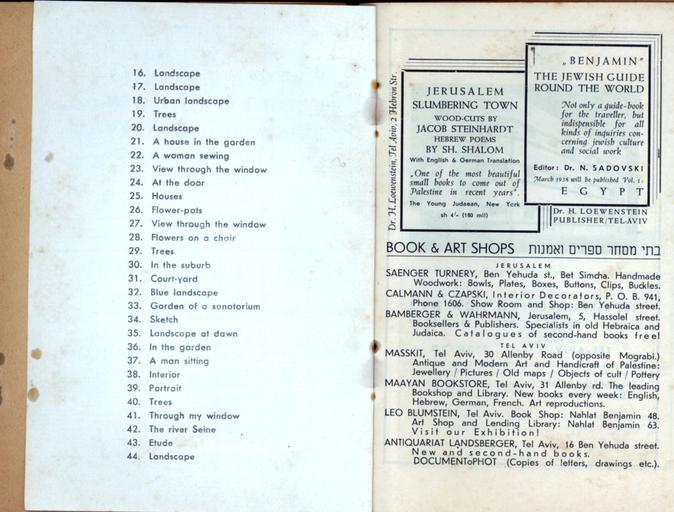 16. Landscape
17. Landscape
18. Urban landscape
19. Trees
20. Landscape
21. A house in the garden
22. A woman sewing
23. View through the window
24. At the door
25. Houses
26. Flower-pots
27. View through the window
28. Flowers on a chair
29. Trees
30. In the suburb
31. Court-yard
32. Blue landscape
33. Garden of a sanatorium
34. Sketch
35. Landscape at dawn
36. In the garden
37. A man sitting
38. Interior
39. Portrait
40. Trees
41. Through my window
42. The river Seine
43. Etude
44. Landscape
Dr. H. Loewenstein, Tel Aviv, 2 Hebron Str.
JERUSALEM
SLUMBERING TOWN
WOOD-CUTS BY
JACOB STEINHARDT
HEBREW POEMS
BY SH. SHALOM
With English & German Translation
„One of the most beautiful
small books to come out of
Palestine in recent years".
The Young Judaean, New York
sh 4/- (180 mil)
„BENJAMIN"
THE JEWISH GUIDE
ROUND THE WORLD
Not only a guide-book
for the traveller, but
indispensible for all
kinds of inquiries con-
cerning jewish culture
and social work
Editor: Dr. N. SADOVSKI
March 1938 will be published Vol. 1:
EGYPT
Dr. H. LOEWENSTEIN
PUBLISHER/TEL-AVIV
BOOK & ART SHOPS בתי מסחר ספרים ואמנות
JERUSALEM
SAENGER TURNERY, Ben Yehuda st., Bet Simcha. Handmade
Woodwork: Bowls, Plates, Boxes, Buttons, Clips, Buckles.
CALMANN & CZAPSKI, Interior Decorators, P. O. B. 941,
Phone 1606. Show Room and Shop: Ben Yehuda street.
BAMBERGER & WAHRMANN, Jerusalem, 5, Hassolel street.
Booksellers & Publishers. Specialists in old Hebraica and
Judaica. Catalogues of second-hand books free!
TEL AVIV
MASSKIT, Tel Aviv, 30 Allenby Road (opposite Mograbi.)
Antique and Modern Art and Handicraft of Palestine:
Jewellery / Pictures / Old maps / Objects of cult / Pottery
MAAYAN BOOKSTORE, Tel Aviv, 31 Allenby rd. The leading
Bookshop and Library. New books every week: English,
Hebrew, German, French. Art reproductions.
LEO BLUMSTEIN, Tel Aviv. Book Shop: Nahlat Benjamin 48.
Art Shop and Lending Library: Nahlat Benjamin 63.
Visit our Exhibition!
ANTIQUARIAT LANDSBERGER, Tel Aviv, 16 Ben Yehuda street.
New and second-hand books.
DOCUMENToPHOT (Copies of letters, drawings etc.).